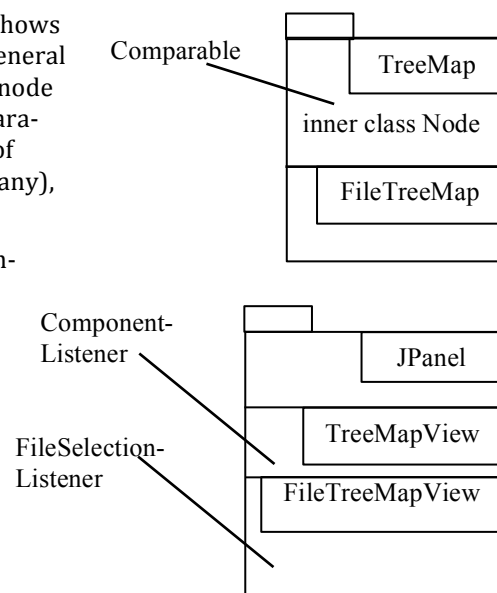 hows
eneral
node
ara-
of
any),
n-
Comparable
TreeMap
inner class Node
FileTreeMap
Component-
Listener
JPanel
TreeMapView
FileSelection-
Listener
FileTreeMapView